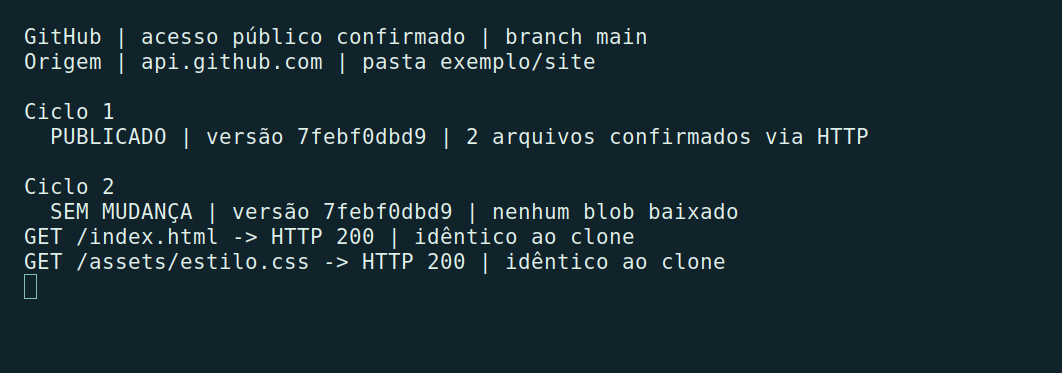 GitHub | acesso público confirmado | branch main
Origem | api.github.com | pasta exemplo/site
Ciclo 1
PUBLICADO | versão 7febf0dbd9 | 2 arquivos confirmados via HTTP
Ciclo 2
SEM MUDANÇA | versão 7febf0dbd9 | nenhum blob baixado
GET /index.html -> HTTP 200 | idêntico ao clone
GET /assets/estilo.css -> HTTP 200 | idêntico ao clone